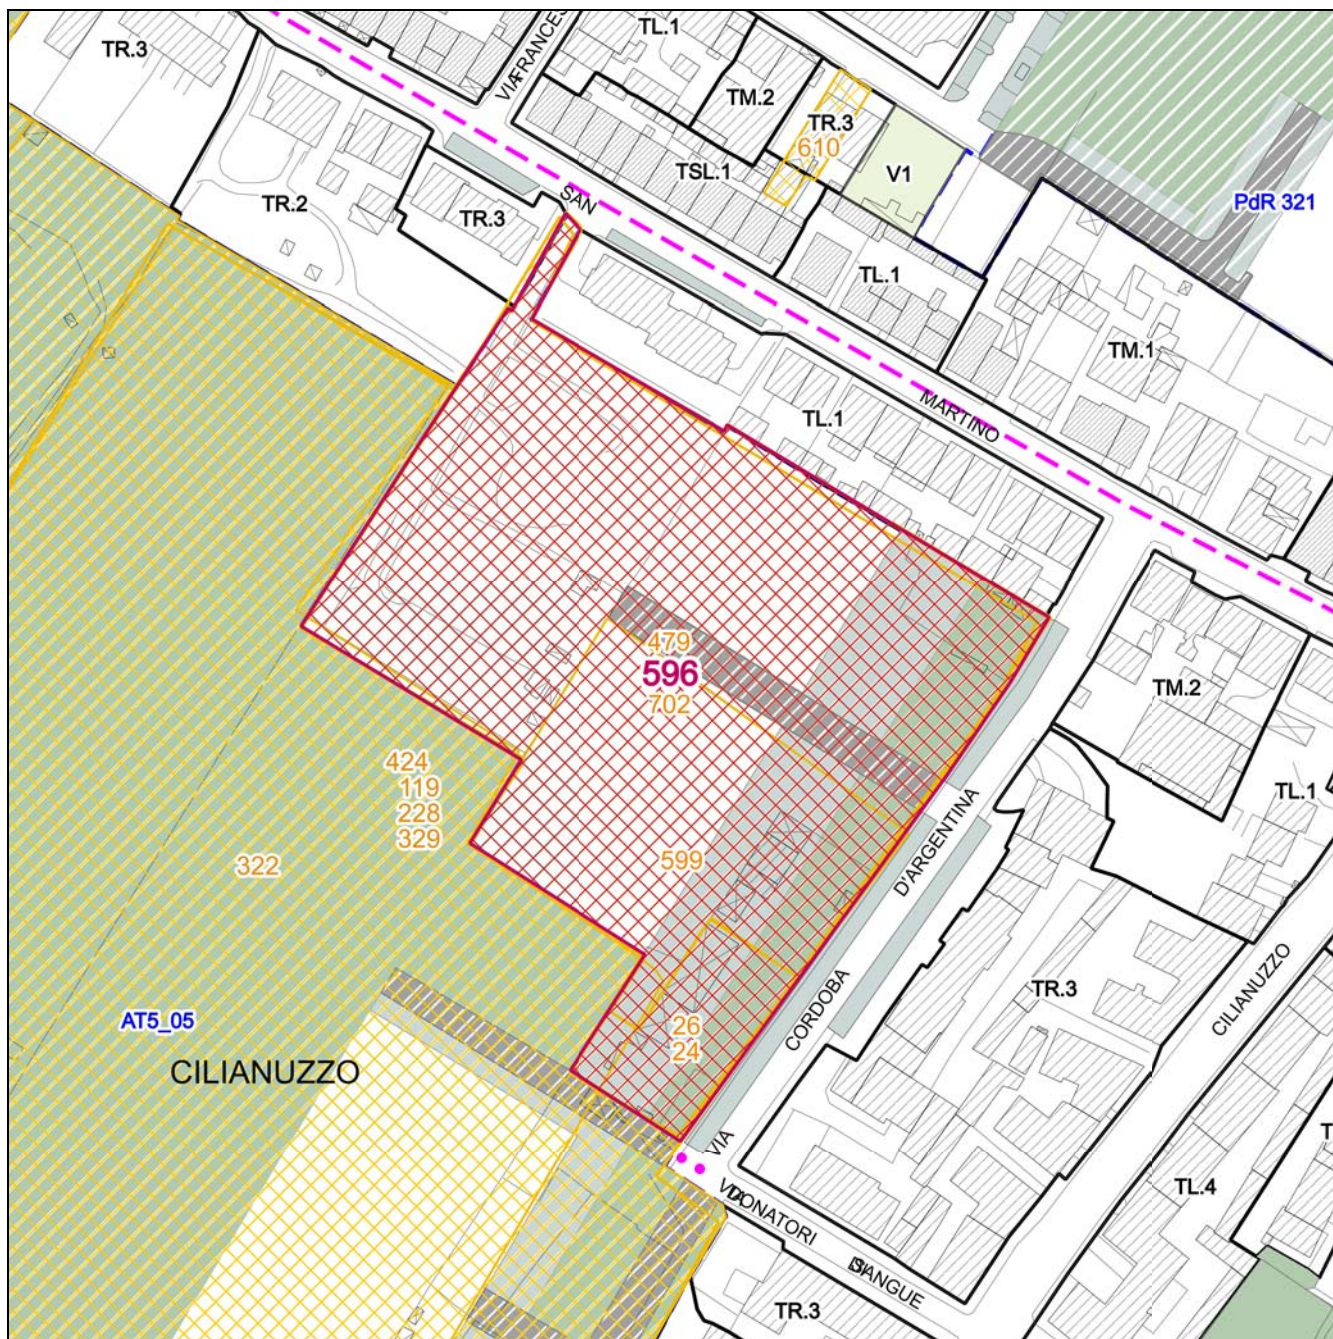 TR.3
VIA FRANCES
TL.1
TM.2
TR.3
610
V1
TSL.1
TR.2
TR.3
SAN
PdR 321
TL.1
TM.1
MARTINO
TL.1
479
596
702
TM.2
424
119
228
329
322
599
D'ARGENTINA
TL.1
AT5_05
CILIANUZZO
26
24
CORDOBA
TR.3
CILIANUZZO
VIA
VIA
DONATORI
DI
SANGUE
TL.4
TR.3